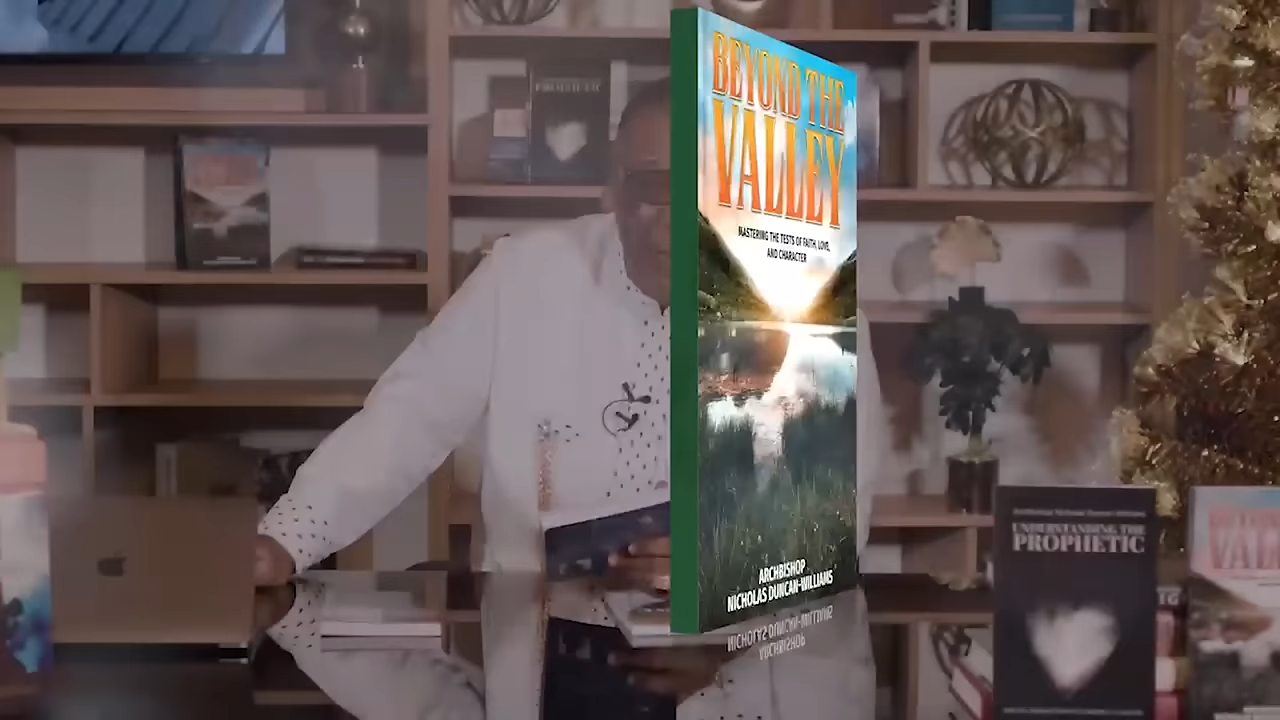 BEYOND THE
VALLEY
MASTERING THE TESTS OF FAITH, LOVE,
AND CHARACTER
ARCHBISHOP
NICHOLAS DUNCAN-WILLIAMS
UNDERSTANDING THE
PROPHETIC